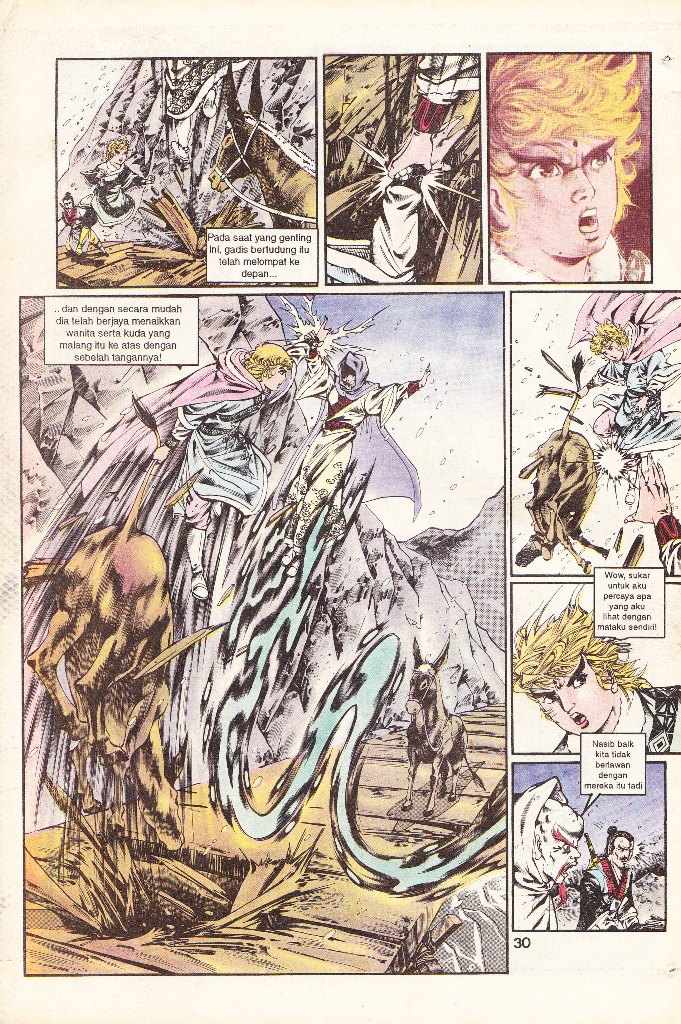 Pada saat yang genting
ini, gadis bertudung itu
telah melompat ke
depan...
.. dan dengan secara mudah
dia telah berjaya menaikkan
wanita serta kuda yang
malang itu ke atas dengan
sebelah tangannya!
Wow, sukar
untuk aku
percaya apa
yang aku
lihat dengan
mataku sendiri!
Nasib baik
kita tidak
berlawan
dengan
mereka itu tadi
30